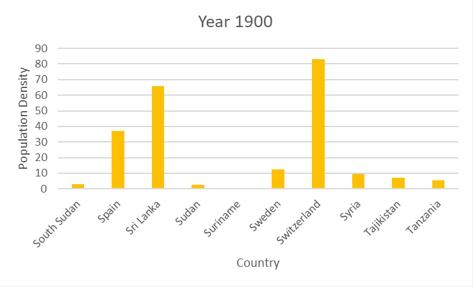 Year 1900
Population Density
90
80
70
60
50
40
30
20
10
0
South Sudan
Spain
Sri Lanka
Sudan
Suriname
Sweden
Switzerland
Syria
Tajikistan
Tanzania
Country